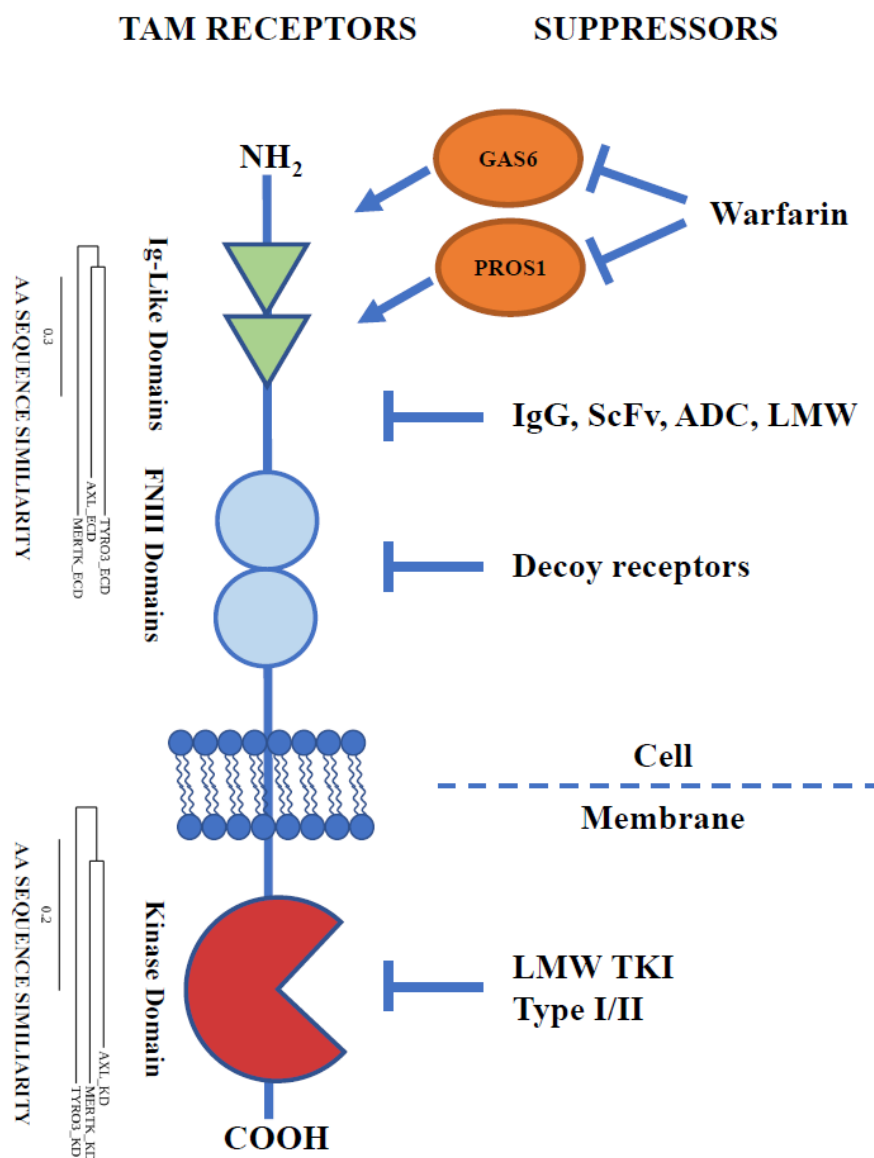 TAM RECEPTORS
SUPPRESSORS
NH2
GAS6
PROS1
Warfarin
Ig-Like Domains
AA SEQUENCE SIMILIARITY
0.3
TYRO3_ECD
AXL_ECD
MERTK_ECD
IgG, ScFv, ADC, LMW
FNIII Domains
Decoy receptors
Cell
Membrane
Kinase Domain
AA SEQUENCE SIMILIARITY
0.2
AXL_KD
MERTK_KD
TYRO3_KD
LMW TKI
Type I/II
COOH